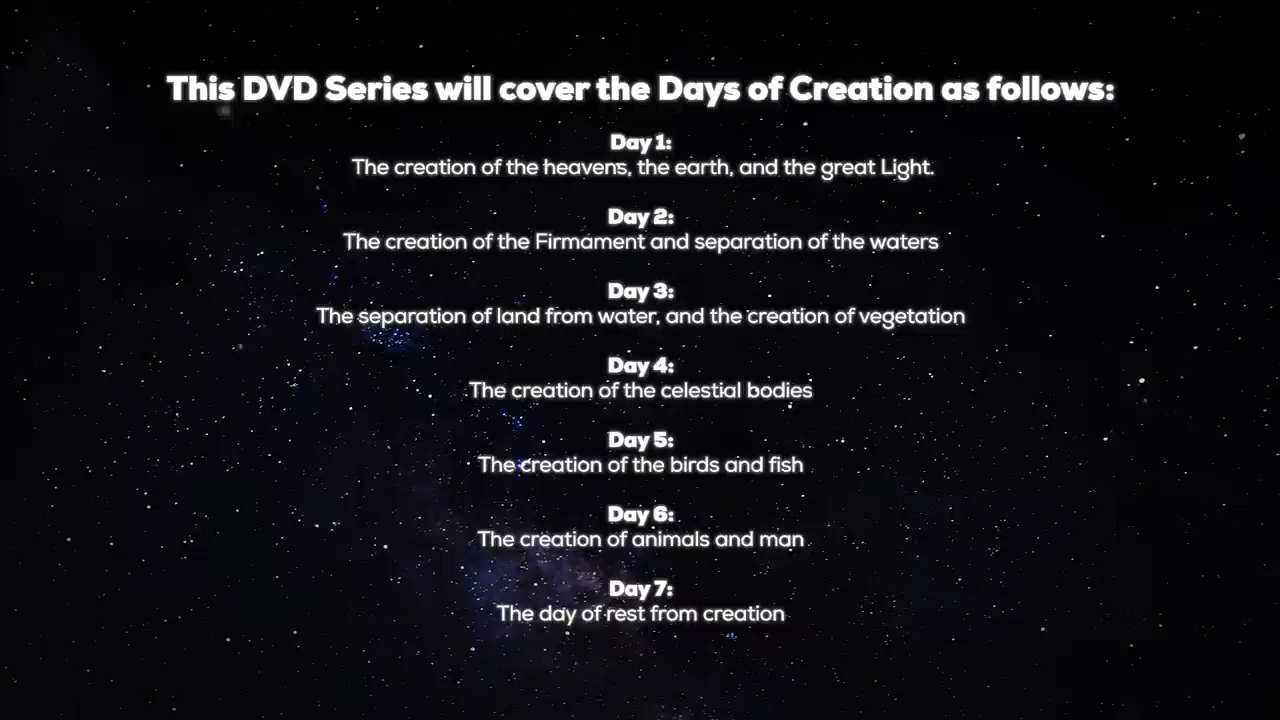 This DVD Series will cover the Days of Creation as follows:
Day 1:
The creation of the heavens, the earth, and the great Light.
Day 2:
The creation of the Firmament and separation of the waters
Day 3:
The separation of land from water, and the creation of vegetation
Day 4:
The creation of the celestial bodies
Day 5:
The creation of the birds and fish
Day 6:
The creation of animals and man
Day 7:
The day of rest from creation